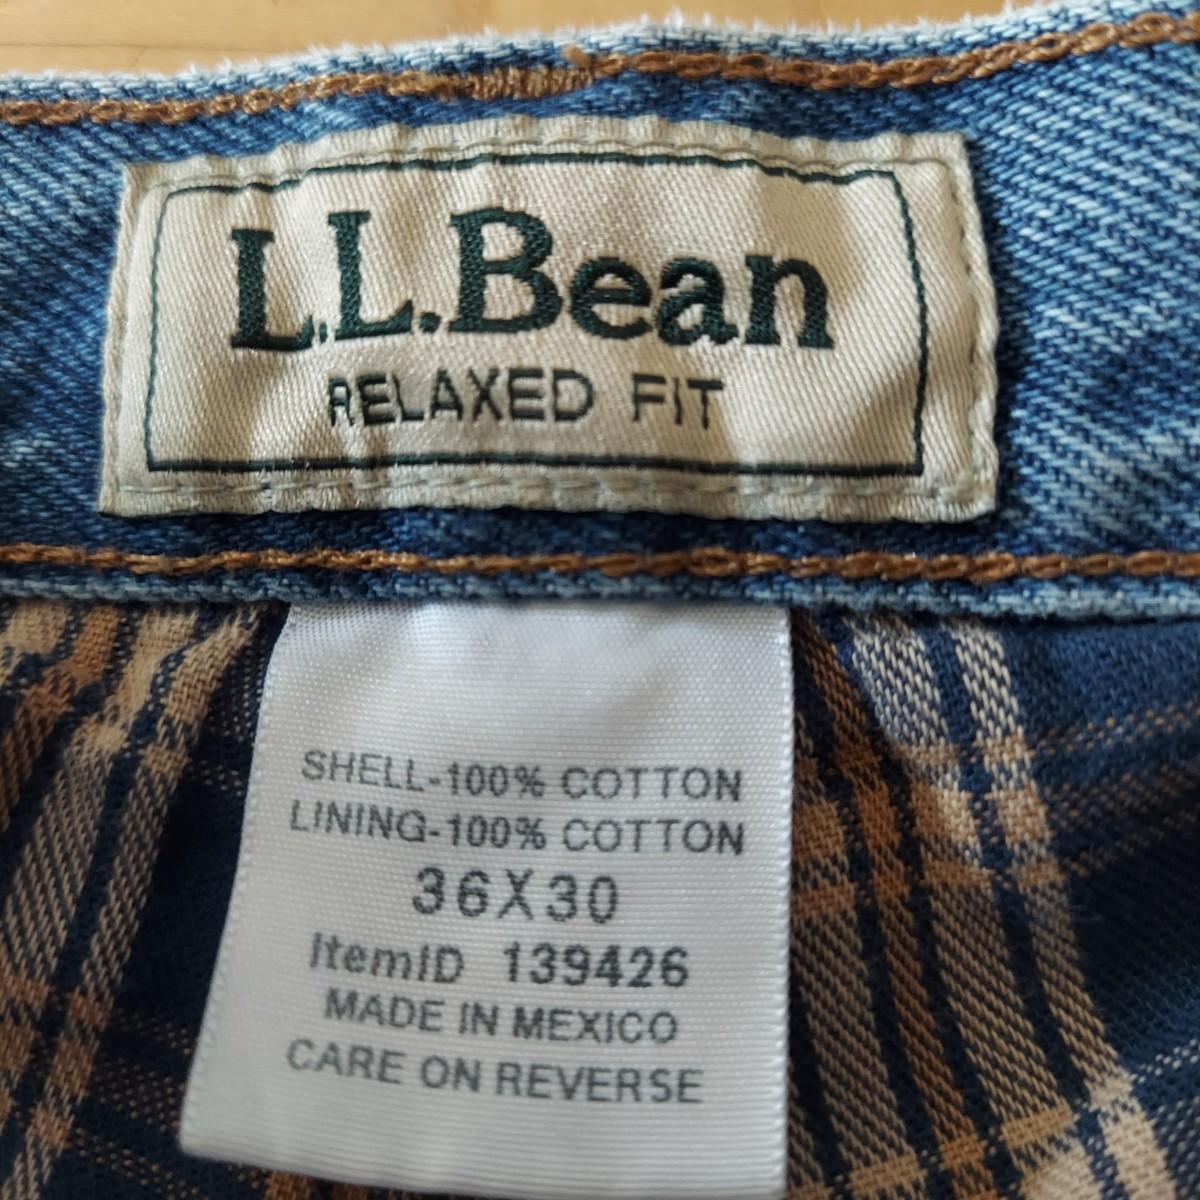 L.L.Bean
RELAXED FIT
SHELL-100% COTTON
LINING-100% COTTON
36X30
ItemID 139426
MADE IN MEXICO
CARE ON REVERSE